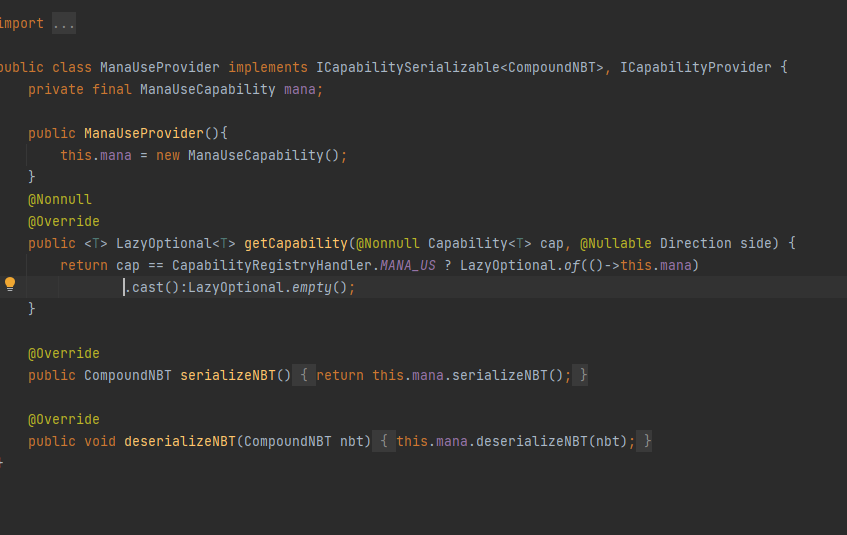 import ...
public class ManaUseProvider implements ICapabilitySerializable<CompoundNBT>, ICapabilityProvider {
private final ManaUseCapability mana;
public ManaUseProvider(){
this.mana = new ManaUseCapability();
}
@Nonnull
@Override
public <T> LazyOptional<T> getCapability(@Nonnull Capability<T> cap, @Nullable Direction side) {
return cap == CapabilityRegistryHandler.MANA_US ? LazyOptional.of(()->this.mana)
.cast():LazyOptional.empty();
}
@Override
public CompoundNBT serializeNBT() { return this.mana.serializeNBT(); }
@Override
public void deserializeNBT(CompoundNBT nbt) { this.mana.deserializeNBT(nbt); }
}